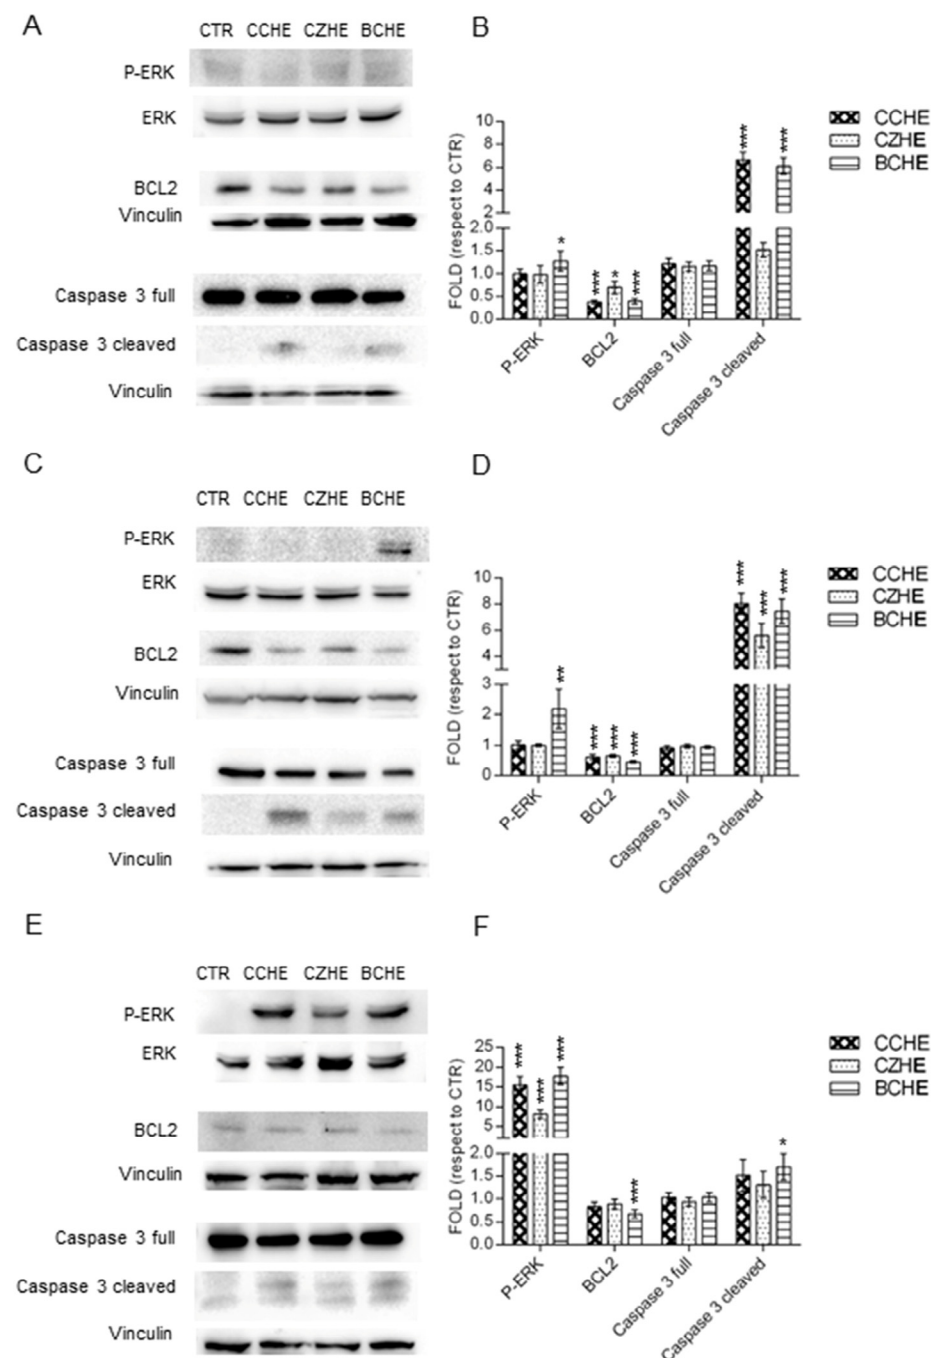 A
CTR CCHE CZHE BCHE
P-ERK
ERK
BCL2
Vinculin
Caspase 3 full
Caspase 3 cleaved
Vinculin
B
FOLD (respect to CTR)
10
8
6
4
2
2.0
1.5
1.0
0.5
0.0
*
***
*
***
***
***
P-ERK
BCL2
Caspase 3 full
Caspase 3 cleaved
CCHE
CZHE
BCHE
C
CTR CCHE CZHE BCHE
P-ERK
ERK
BCL2
Vinculin
Caspase 3 full
Caspase 3 cleaved
Vinculin
D
FOLD (respect to CTR)
10
8
6
4
3
2
1
0
**
***
***
***
***
***
***
P-ERK
BCL2
Caspase 3 full
Caspase 3 cleaved
CCHE
CZHE
BCHE
E
CTR CCHE CZHE BCHE
P-ERK
ERK
BCL2
Vinculin
Caspase 3 full
Caspase 3 cleaved
Vinculin
F
FOLD (respect to CTR)
25
20
15
10
5
2.0
1.5
1.0
0.5
0.0
***
***
***
***
*
P-ERK
BCL2
Caspase 3 full
Caspase 3 cleaved
CCHE
CZHE
BCHE